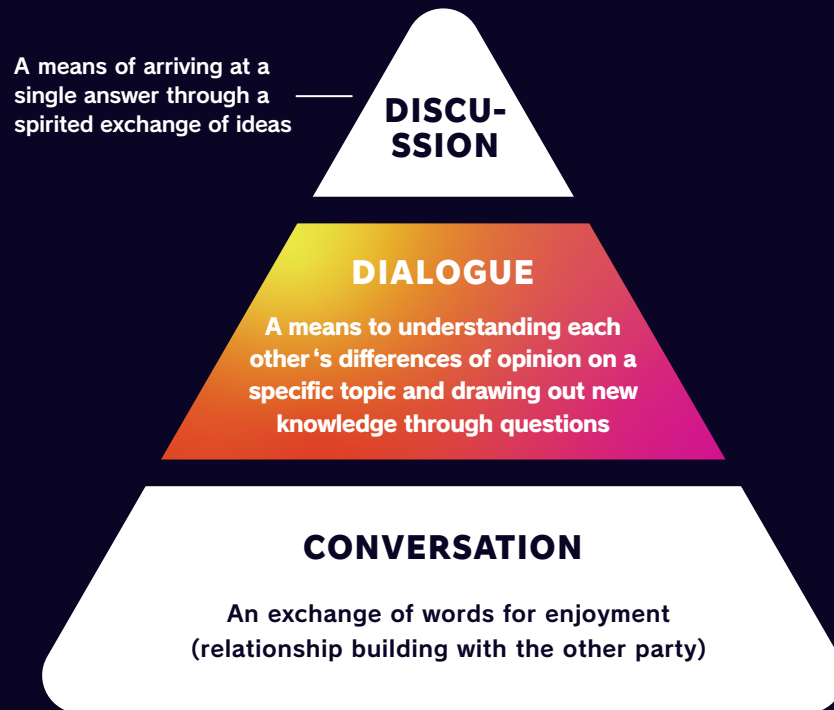 A means of arriving at a
single answer through a
spirited exchange of ideas
DISCU-
SSION
DIALOGUE
A means to understanding each
other ‘s differences of opinion on a
specific topic and drawing out new
knowledge through questions
CONVERSATION
An exchange of words for enjoyment
(relationship building with the other party)